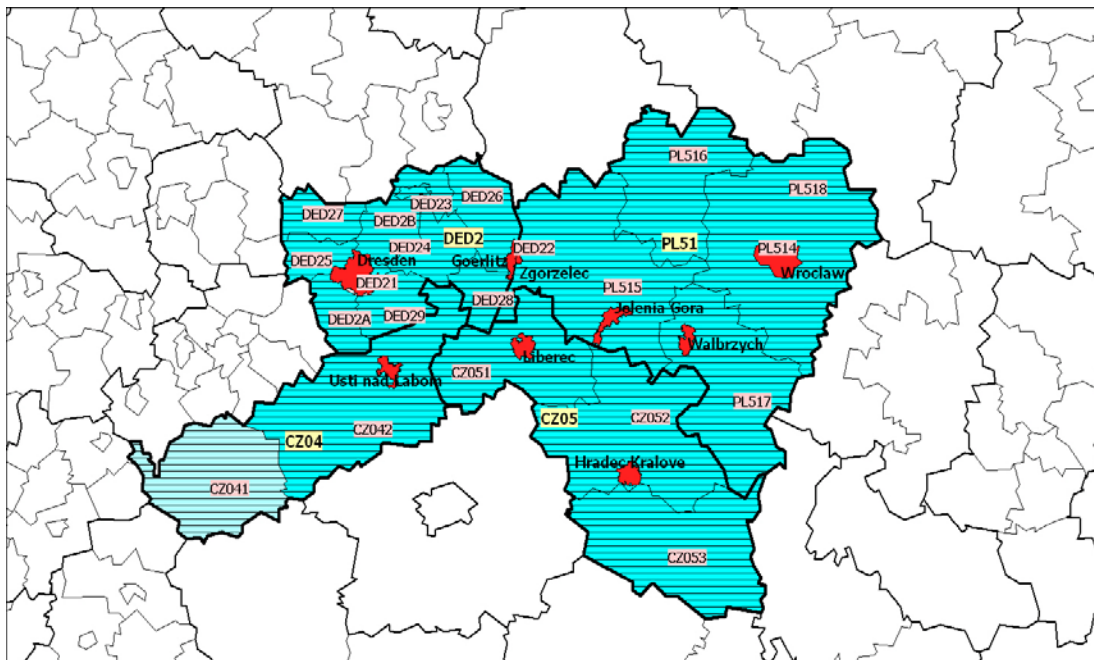 PL516
PL518
DED26
DED23
DED27
DED2B
DED2
PL51
DED24
DED22
PL514
DED25
Dresden
Goerlitz
Zgorzelec
Wroclaw
DED21
PL515
DED28
Jelenia Gora
DED2A
DED29
Walbrzych
Liberec
CZ051
Usti nad Labom
PL517
CZ05
CZ052
CZ042
CZ04
Hradec Kralove
CZ041
CZ053